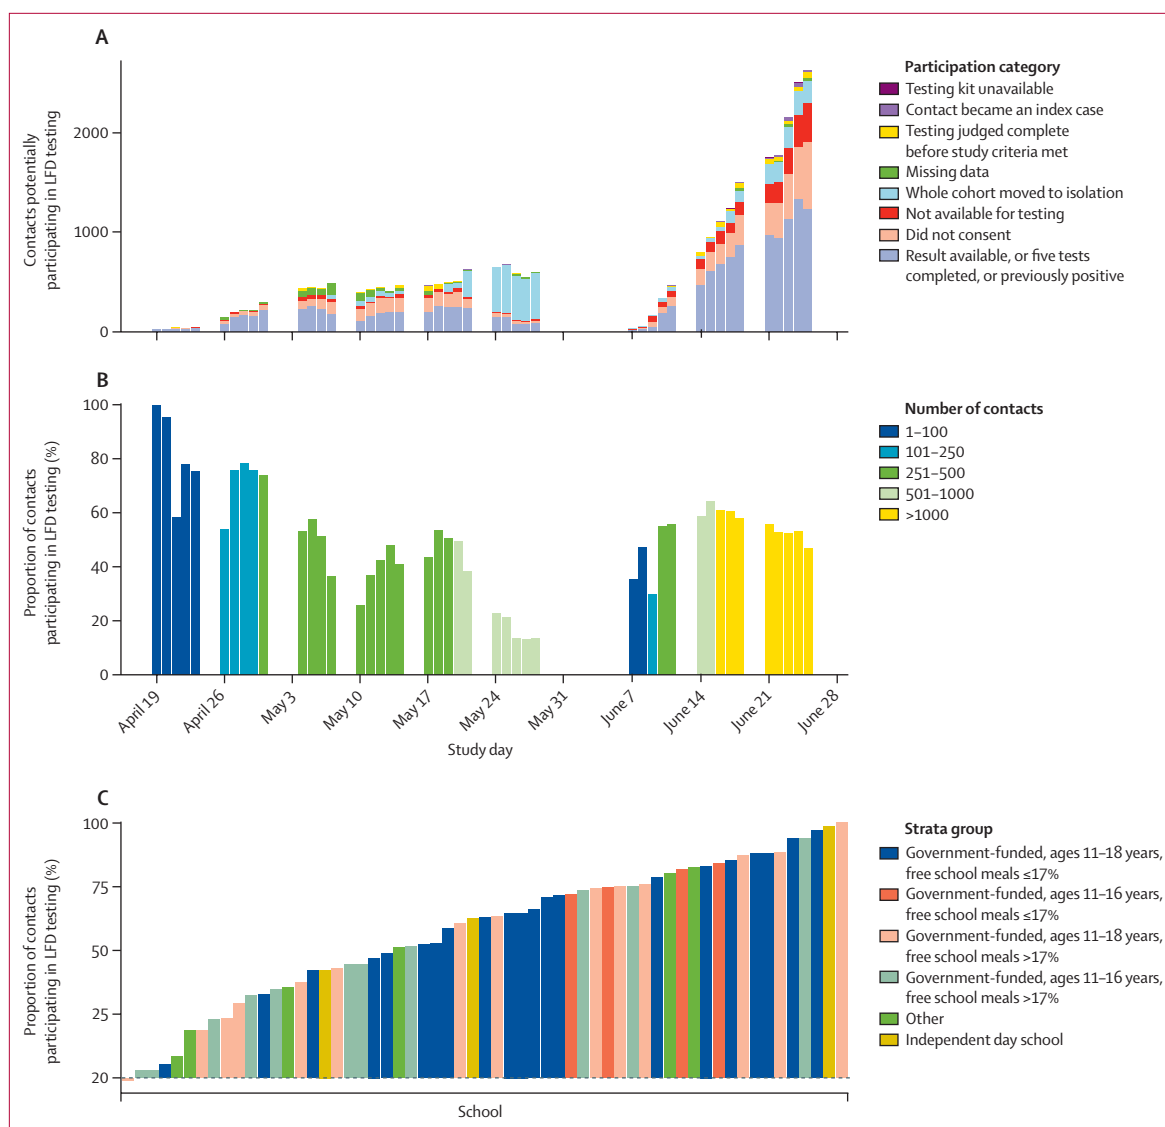 A
Contacts potentially
participating in LFD testing
2000
1000
0
Participation category
Testing kit unavailable
Contact became an index case
Testing judged complete
before study criteria met
Missing data
Whole cohort moved to isolation
Not available for testing
Did not consent
Result available, or five tests
completed, or previously positive
B
Proportion of contacts
participating in LFD testing (%)
100
80
60
40
20
0
April 19
April 26
May 3
May 10
May 17
May 24
May 31
June 7
June 14
June 21
June 28
Study day
Number of contacts
1–100
101–250
251–500
501–1000
>1000
C
Proportion of contacts
participating in LFD testing (%)
100
75
50
25
20
School
Strata group
Government-funded, ages 11–18 years,
free school meals ≤17%
Government-funded, ages 11–16 years,
free school meals ≤17%
Government-funded, ages 11–18 years,
free school meals >17%
Government-funded, ages 11–16 years,
free school meals >17%
Other
Independent day school